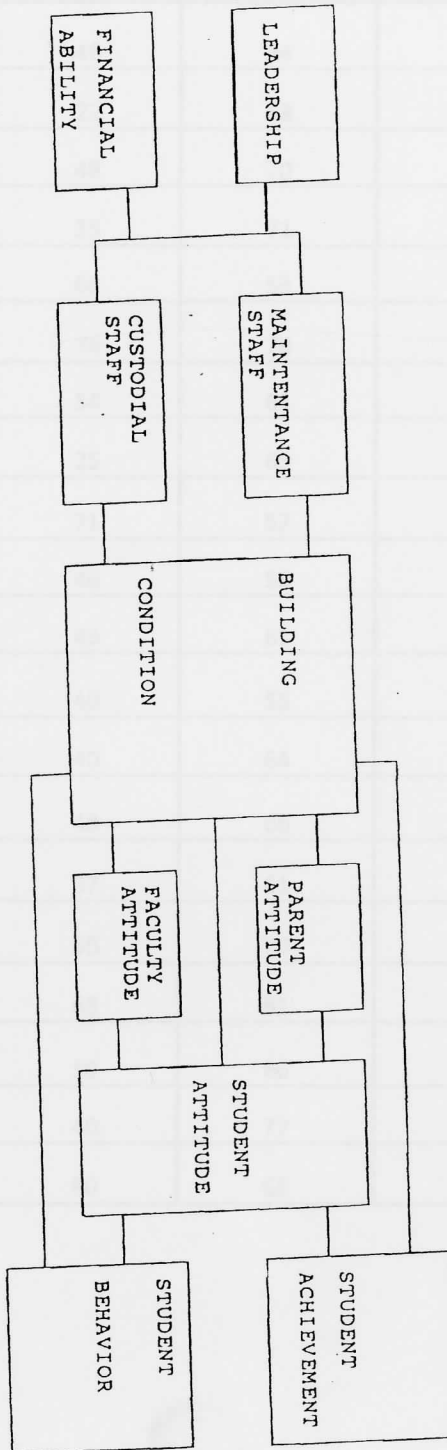 LEADERSHIP
FINANCIAL
ABILITY
MAINTENTANCE
STAFF
CUSTODIAL
STAFF
BUILDING
CONDITION
PARENT
ATTITUDE
FACULTY
ATTITUDE
STUDENT
ATTITUDE
STUDENT
ACHIEVEMENT
STUDENT
BEHAVIOR